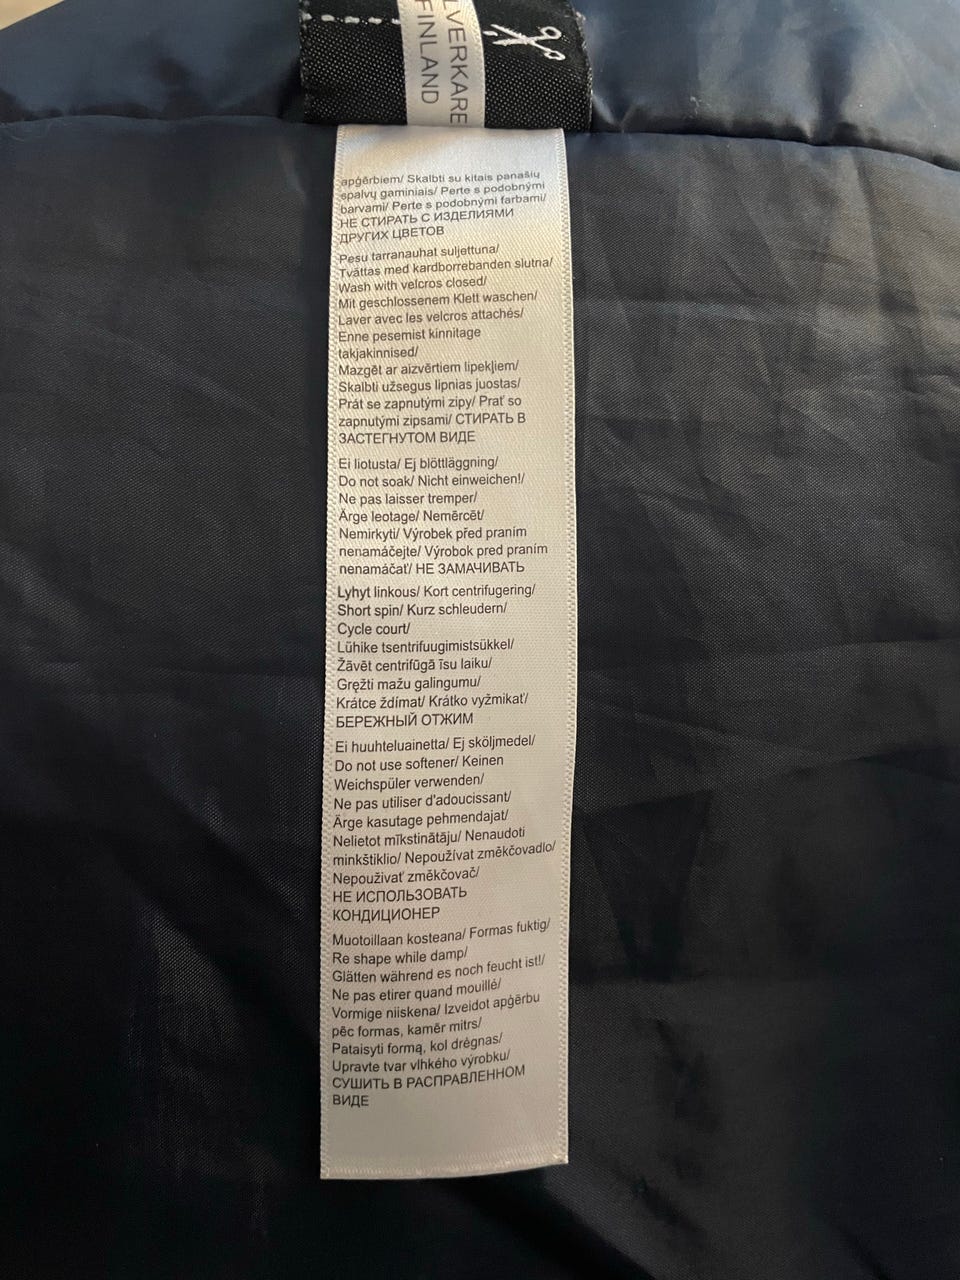 LVERKARE
FINLAND
apģērbiem/ Skalbti su kitais panašių
spalvų gaminiais/ Perte s podobnými
barvami/ Perte s podobnými farbami/
НЕ СТИРАТЬ С ИЗДЕЛИЯМИ
ДРУГИХ ЦВЕТОВ
Pesu tarranauhat suljettuna/
Tvättas med kardborrebanden slutna/
Wash with velcros closed/
Mit geschlossenem Klett waschen/
Laver avec les velcros attachés/
Enne pesemist kinnitage
takjakinnised/
Mazgēt ar aizvērtiem lipekļiem/
Skalbti užsegus lipnias juostas/
Prát se zapnutými zipy/ Prať so
zapnutými zipsami/ СТИРАТЬ В
ЗАСТЕГНУТОМ ВИДЕ
Ei liotusta/ Ej blöttläggning/
Do not soak/ Nicht einweichen!/
Ne pas laisser tremper/
Ärge leotage/ Nemērcēt/
Nemirkyti/ Výrobek před praním
nenamáčejte/ Výrobok pred praním
nenamáčať/ НЕ ЗАМАЧИВАТЬ
Lyhyt linkous/ Kort centrifugering/
Short spin/ Kurz schleudern/
Cycle court/
Lühike tsentrifuugimistsükkel/
Žāvēt centrifūgā īsu laiku/
Gręžti mažu galingumu/
Krátce ždímat/ Krátko vyžmikať/
БЕРЕЖНЫЙ ОТЖИМ
Ei huuhteluainetta/ Ej sköljmedel/
Do not use softener/ Keinen
Weichspüler verwenden/
Ne pas utiliser d'adoucissant/
Ärge kasutage pehmendajat/
Nelietot mīkstinātāju/ Nenaudoti
minkštiklio/ Nepoužívat změkčovadlo/
Nepouživať změkčovač/
НЕ ИСПОЛЬЗОВАТЬ
КОНДИЦИОНЕР
Muotoillaan kosteana/ Formas fuktig/
Re shape while damp/
Glätten während es noch feucht ist!/
Ne pas etirer quand mouillé/
Vormige niiskena/ Izveidot apģērbu
pēc formas, kamēr mitrs/
Pataisyti formą, kol drėgnas/
Upravte tvar vlhkého výrobku/
СУШИТЬ В РАСПРАВЛЕННОМ
ВИДЕ